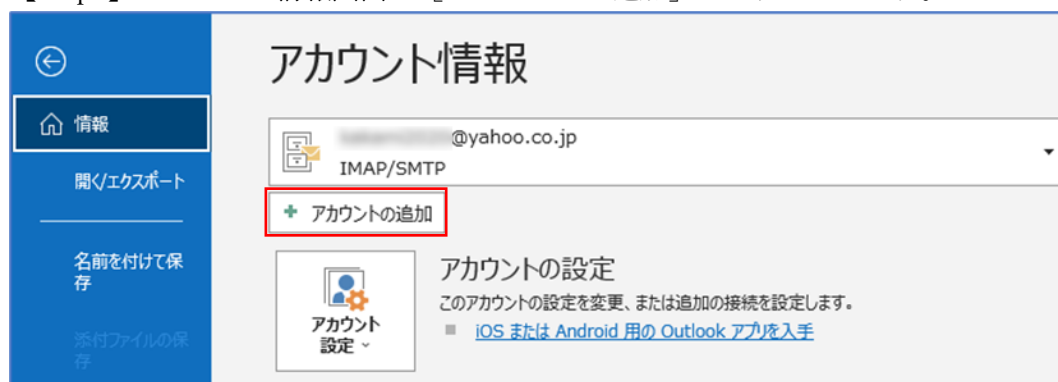 アカウント情報
情報
@yahoo.co.jp
IMAP/SMTP
開く/エクスポート
+ アカウントの追加
名前を付けて保
存
アカウントの設定
このアカウントの設定を変更、または追加の接続を設定します。
アカウント
設定
iOS または Android 用の Outlook アプリを入手
添付ファイルの保
存